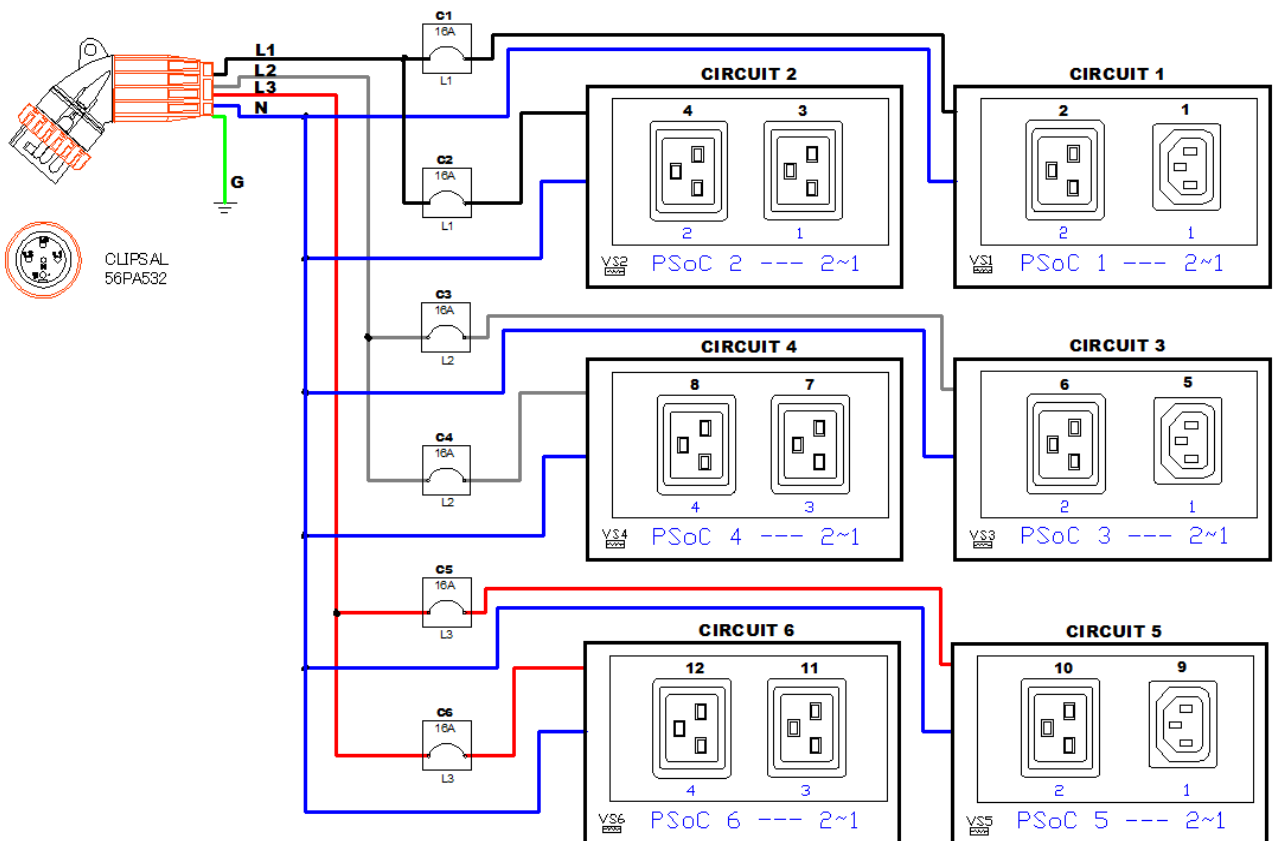 C1
16A
L1
L1
L2
L3
N
G
CLIPSAL
56PA532
C2
16A
L1
CIRCUIT 2
4 3
2 1
VS2 PSoC 2 --- 2~1
CIRCUIT 1
2 1
2 1
VS1 PSoC 1 --- 2~1
C3
16A
L2
C4
16A
L2
CIRCUIT 4
8 7
4 3
VS4 PSoC 4 --- 2~1
CIRCUIT 3
6 5
2 1
VS3 PSoC 3 --- 2~1
C5
16A
L3
C6
16A
L3
CIRCUIT 6
12 11
4 3
VS6 PSoC 6 --- 2~1
CIRCUIT 5
10 9
2 1
VS5 PSoC 5 --- 2~1